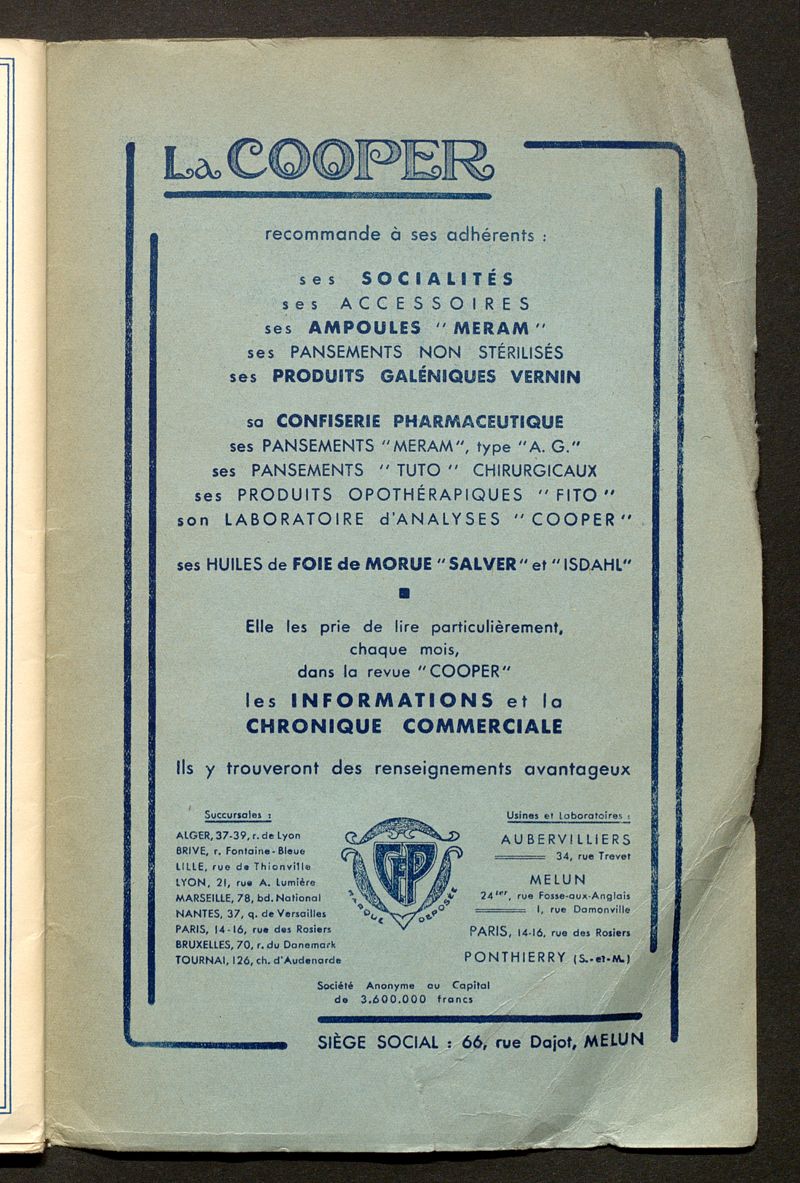 La COOPER
recommande à ses adhérents :
ses SOCIALITÉS
ses ACCESSOIRES
ses AMPOULES "MERAM"
ses PANSEMENTS NON STÉRILISÉS
ses PRODUITS GALÉNIQUES VERNIN
sa CONFISERIE PHARMACEUTIQUE
ses PANSEMENTS "MERAM", type "A. G."
ses PANSEMENTS "TUTO" CHIRURGICAUX
ses PRODUITS OPOTHÉRAPIQUES "FITO"
son LABORATOIRE d'ANALYSES "COOPER"
ses HUILES de FOIE de MORUE "SALVER" et "ISDAHL"
Elle les prie de lire particulièrement,
chaque mois,
dans la revue "COOPER"
les INFORMATIONS et la
CHRONIQUE COMMERCIALE
Ils y trouveront des renseignements avantageux
Succursales :
ALGER, 37-39, r. de Lyon
BRIVE, r. Fontaine-Bleue
LILLE, rue de Thionville
LYON, 21, rue A. Lumière
MARSEILLE, 78, bd. National
NANTES, 37, q. de Versailles
PARIS, 14-16, rue des Rosiers
BRUXELLES, 70, r. du Danemark
TOURNAI, 126, ch. d'Audenarde
CFP
MARQUE DÉPOSÉE
Usines et Laboratoires :
AUBERVILLIERS
34, rue Trevet
MELUN
24ter, rue Fosse-aux-Anglais
1, rue Damonville
PARIS, 14-16, rue des Rosiers
PONTHIERRY (S.-et-M.)
Société Anonyme au Capital
de 3.600.000 francs
SIÈGE SOCIAL : 66, rue Dajot, MELUN